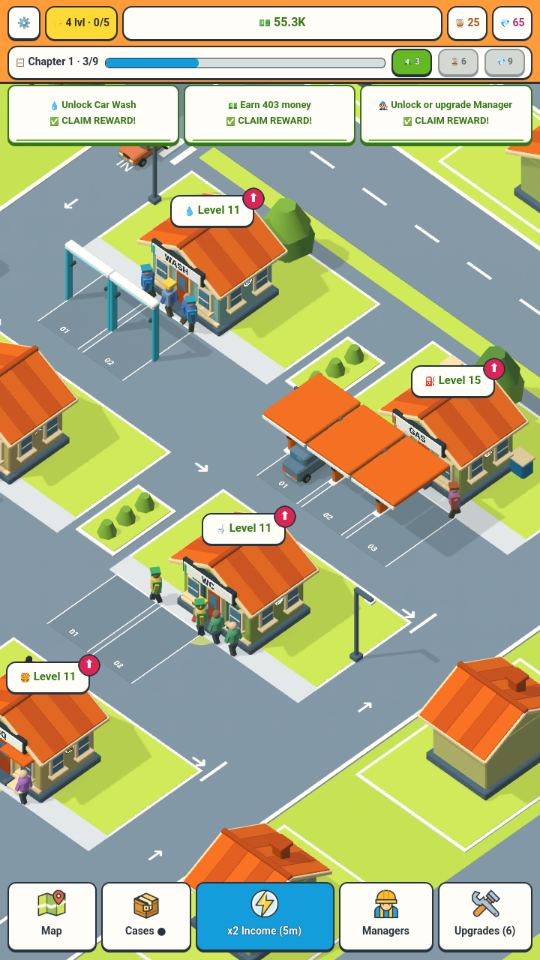 4 lvl · 0/5
55.3K
25
65
Chapter 1 · 3/9
3
6
9
Unlock Car Wash
CLAIM REWARD!
Earn 403 money
CLAIM REWARD!
Unlock or upgrade Manager
CLAIM REWARD!
IN
Level 11
WASH
01
02
Level 15
GAS
01
02
03
Level 11
WC
01
02
Level 11
Map
Cases
x2 Income (5m)
Managers
Upgrades (6)